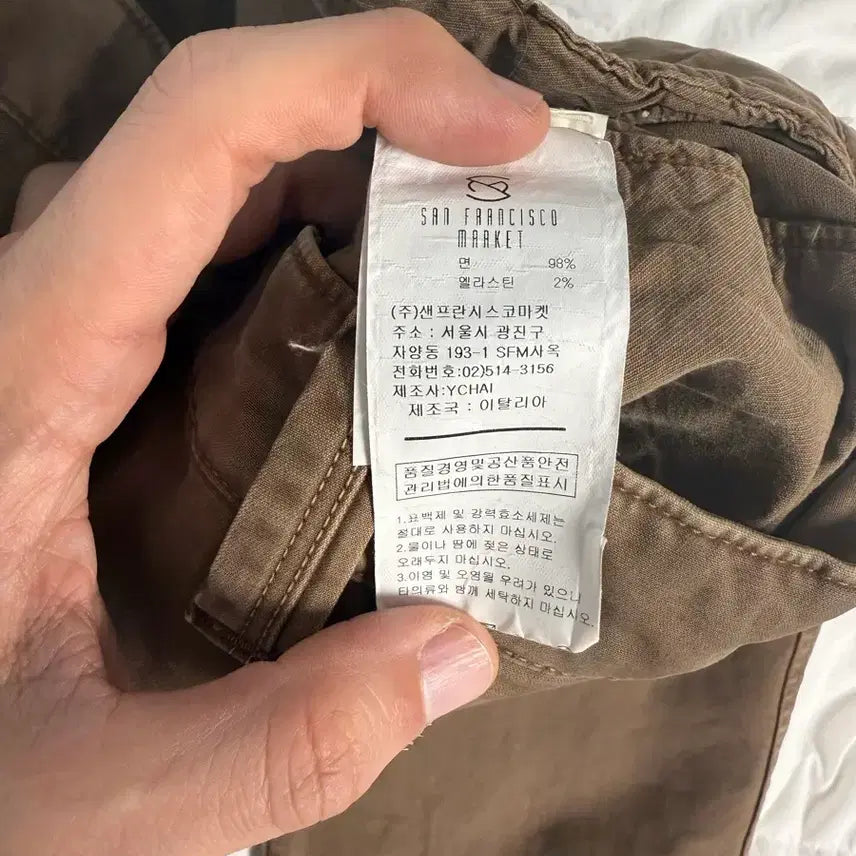 SAN FRANCISCO
MARKET
면 98%
엘라스틴 2%
(주)샌프란시스코마켓
주소 : 서울시 광진구
자양동 193-1 SFM사옥
전화번호:02)514-3156
제조사:YCHAI
제조국 : 이탈리아
품질경영및공산품안전
관리법에의한품질표시
1.표백제 및 강력효소세제는
절대로 사용하지 마십시오.
2.물이나 땀에 젖은 상태로
오래두지 마십시오.
3.이염 및 오염될 우려가 있으니
타의류와 함께 세탁하지 마십시오.